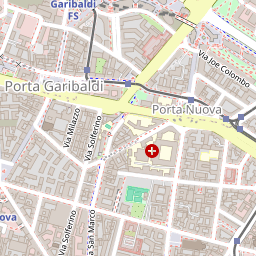 Garibaldi
FS
Via Joe Colombo
Porta Garibaldi
Porta Nuova
Via Milazzo
Via Solferino
Via Solferino
Via San Marco
ova